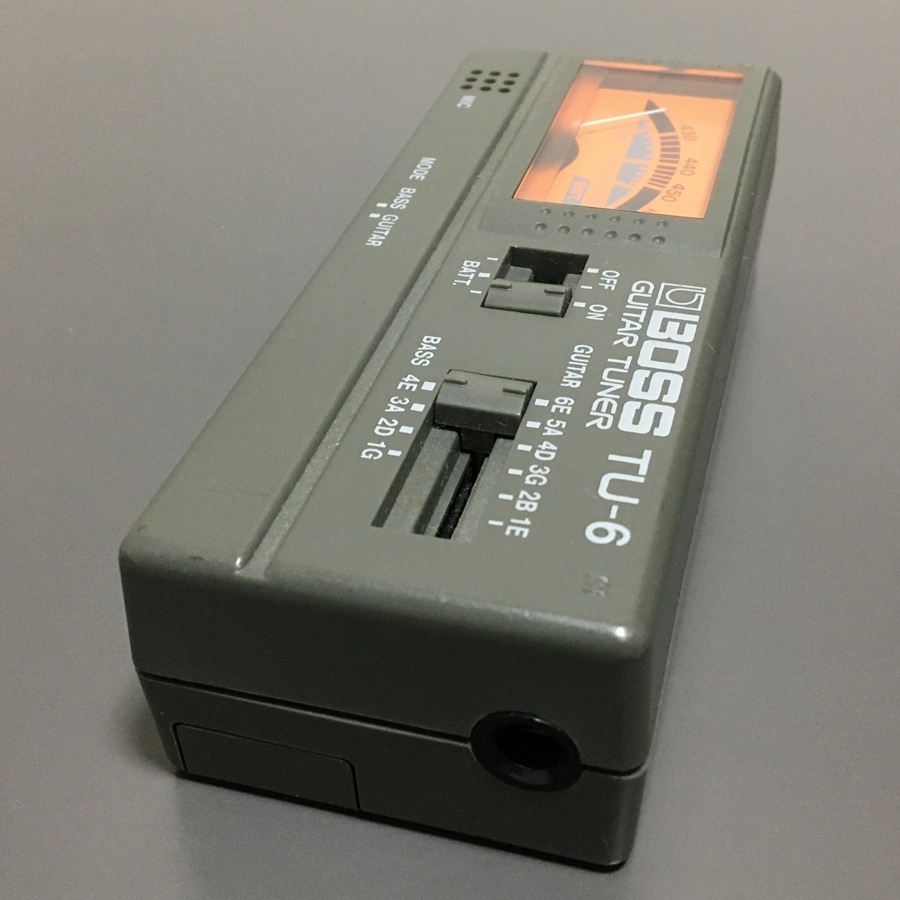 MIC
MODE BASS GUITAR
430 440 450
BATT.
OFF ON
BOSS TU-6
GUITAR TUNER
GUITAR 6E 5A 4D 3G 2B 1E
BASS 4E 3A 2D 1G